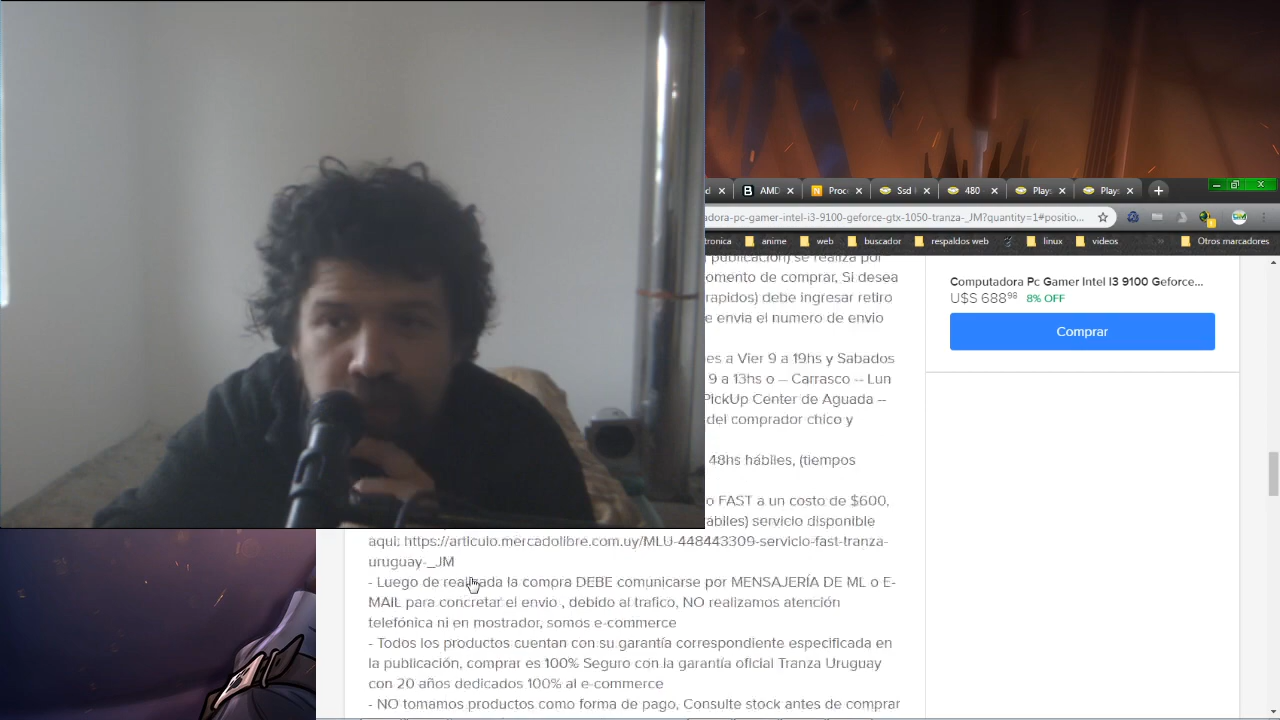 AMD
Proc
Ssd
480
Play
Play
adora-pc-gamer-intel-i3-9100-geforce-gtx-1050-tranza-_JM?quantity=1#positio...
tronica
anime
web
buscador
respaldos web
linux
videos
Otros marcadores
publicación) se realiza por
omento de comprar, Si desea
rapidos) debe ingresar retiro
e envia el numero de envio
es a Vier 9 a 19hs y Sabados
9 a 13hs o -- Carrasco -- Lun
PickUp Center de Aguada --
del comprador chico y
48hs hábiles, (tiempos
o FAST a un costo de $600,
ábiles) servicio disponible
aqui: https://articulo.mercadolibre.com.uy/MLU-448443309-servicio-fast-tranza-
uruguay-_JM
- Luego de realizada la compra DEBE comunicarse por MENSAJERÍA DE ML o E-
MAIL para concretar el envio , debido al trafico, NO realizamos atención
telefónica ni en mostrador, somos e-commerce
- Todos los productos cuentan con su garantía correspondiente especificada en
la publicación, comprar es 100% Seguro con la garantía oficial Tranza Uruguay
con 20 años dedicados 100% al e-commerce
- NO tomamos productos como forma de pago, Consulte stock antes de comprar
Computadora Pc Gamer Intel I3 9100 Geforce...
U$S 688⁹⁸ 8% OFF
Comprar